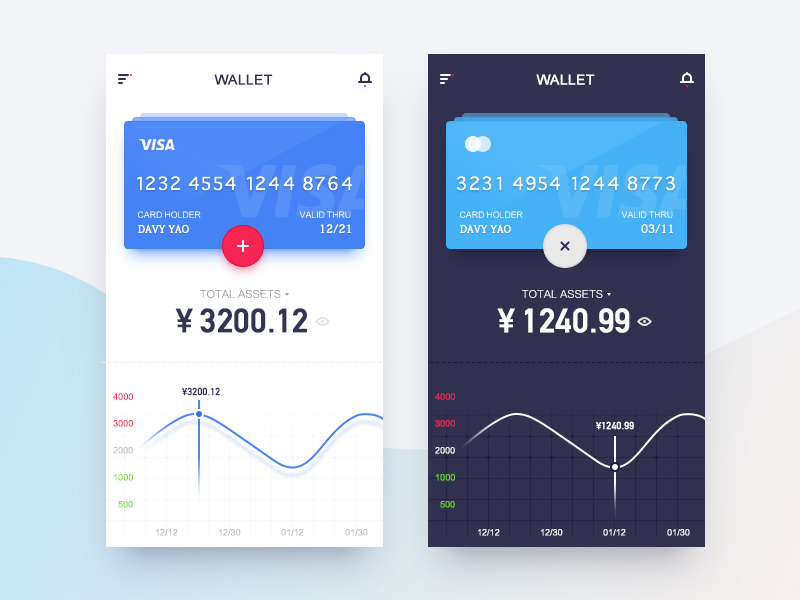 WALLET
VISA
VISA
1232 4554 1244 8764
CARD HOLDER VALID THRU
DAVY YAO 12/21
TOTAL ASSETS
¥ 3200.12
¥3200.12
4000
3000
2000
1000
500
12/12 12/30 01/12 01/30
WALLET
VISA
3231 4954 1244 8773
CARD HOLDER VALID THRU
DAVY YAO 03/11
TOTAL ASSETS
¥ 1240.99
4000
¥1240.99
3000
2000
1000
500
12/12 12/30 01/12 01/30